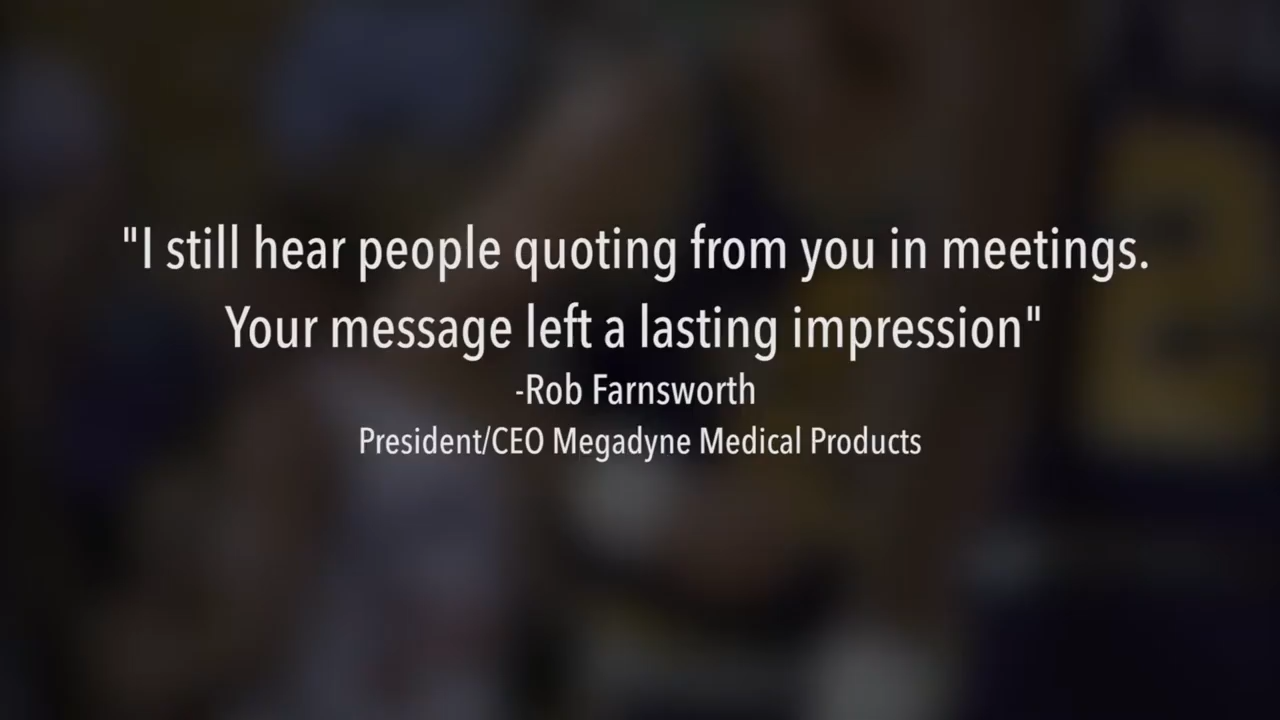 "I still hear people quoting from you in meetings.
Your message left a lasting impression"
-Rob Farnsworth
President/CEO Megadyne Medical Products
2